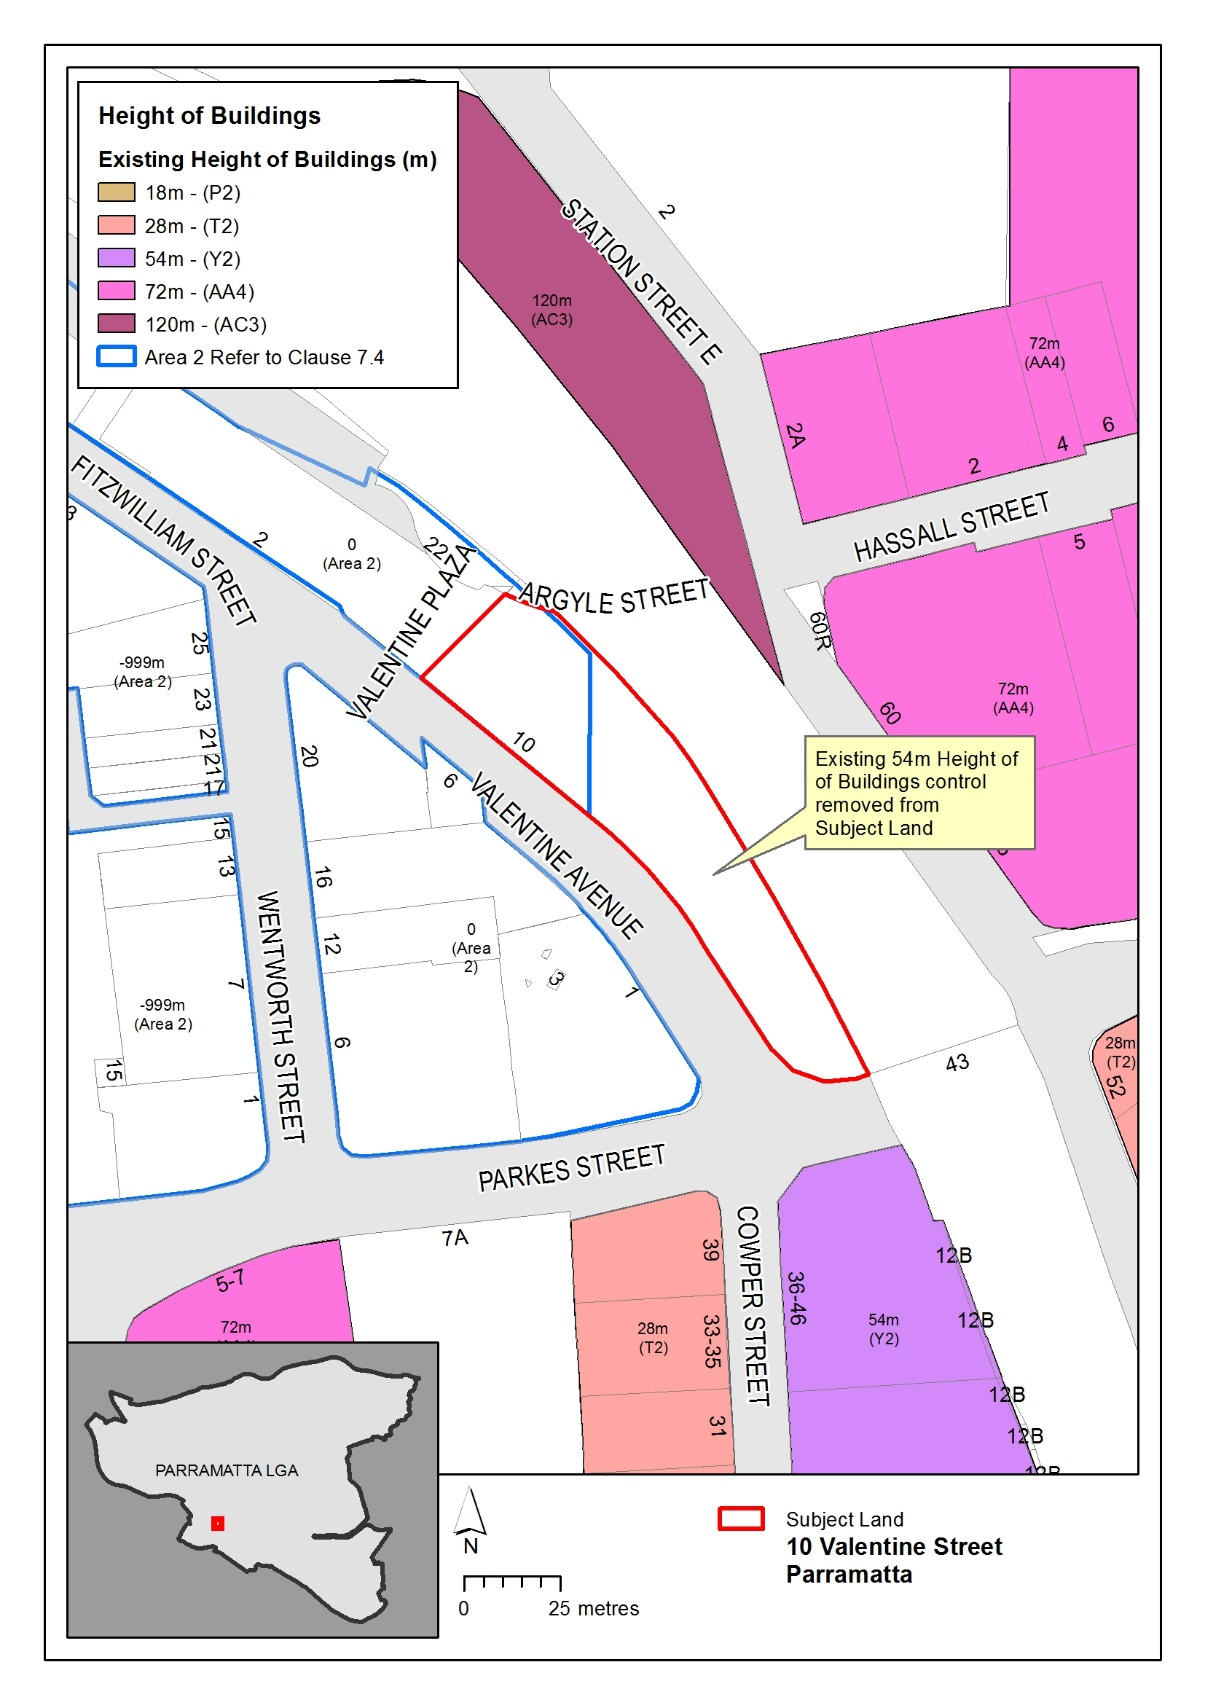 Height of Buildings
Existing Height of Buildings (m)
18m - (P2)
28m - (T2)
54m - (Y2)
72m - (AA4)
120m - (AC3)
Area 2 Refer to Clause 7.4
STATION STREET E
2
120m
(AC3)
72m
(AA4)
2A
2
4
6
HASSALL STREET
5
FITZWILLIAM STREET
3
2
0
(Area 2)
22
VALENTINE PLAZA
ARGYLE STREET
60R
60
72m
(AA4)
25
-999m
(Area 2)
23
21
21
17
15
13
20
10
6
VALENTINE AVENUE
Existing 54m Height of
of Buildings control
removed from
Subject Land
16
12
WENTWORTH STREET
0
(Area
2)
3
1
7
-999m
(Area 2)
15
1
6
43
28m
(T2)
52
PARKES STREET
7A
5-7
72m
39
33-35
31
28m
(T2)
COWPER STREET
36-46
54m
(Y2)
12B
12B
12B
12B
12B
PARRAMATTA LGA
N
0 25 metres
Subject Land
10 Valentine Street
Parramatta